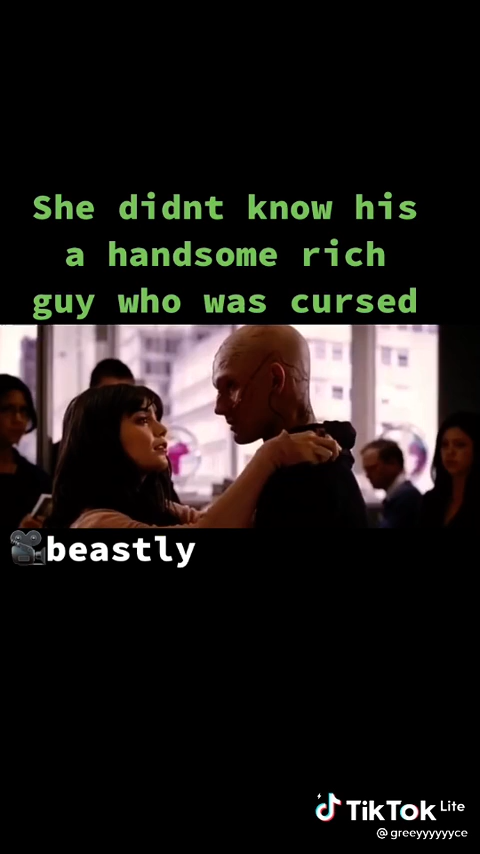 She didnt know his
a handsome rich
guy who was cursed
🎥beastly
TikTok Lite
@greeyyyyyyce